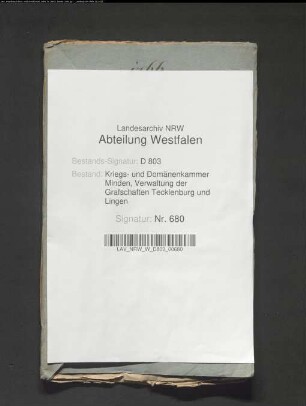 Landesarchiv NRW
Abteilung Westfalen
Bestands-Signatur: D 803
Bestand: Kriegs- und Domänenkammer
Minden, Verwaltung der
Grafschaften Tecklenburg und
Lingen
Signatur: Nr. 680
LAV_NRW_W_D803_00680